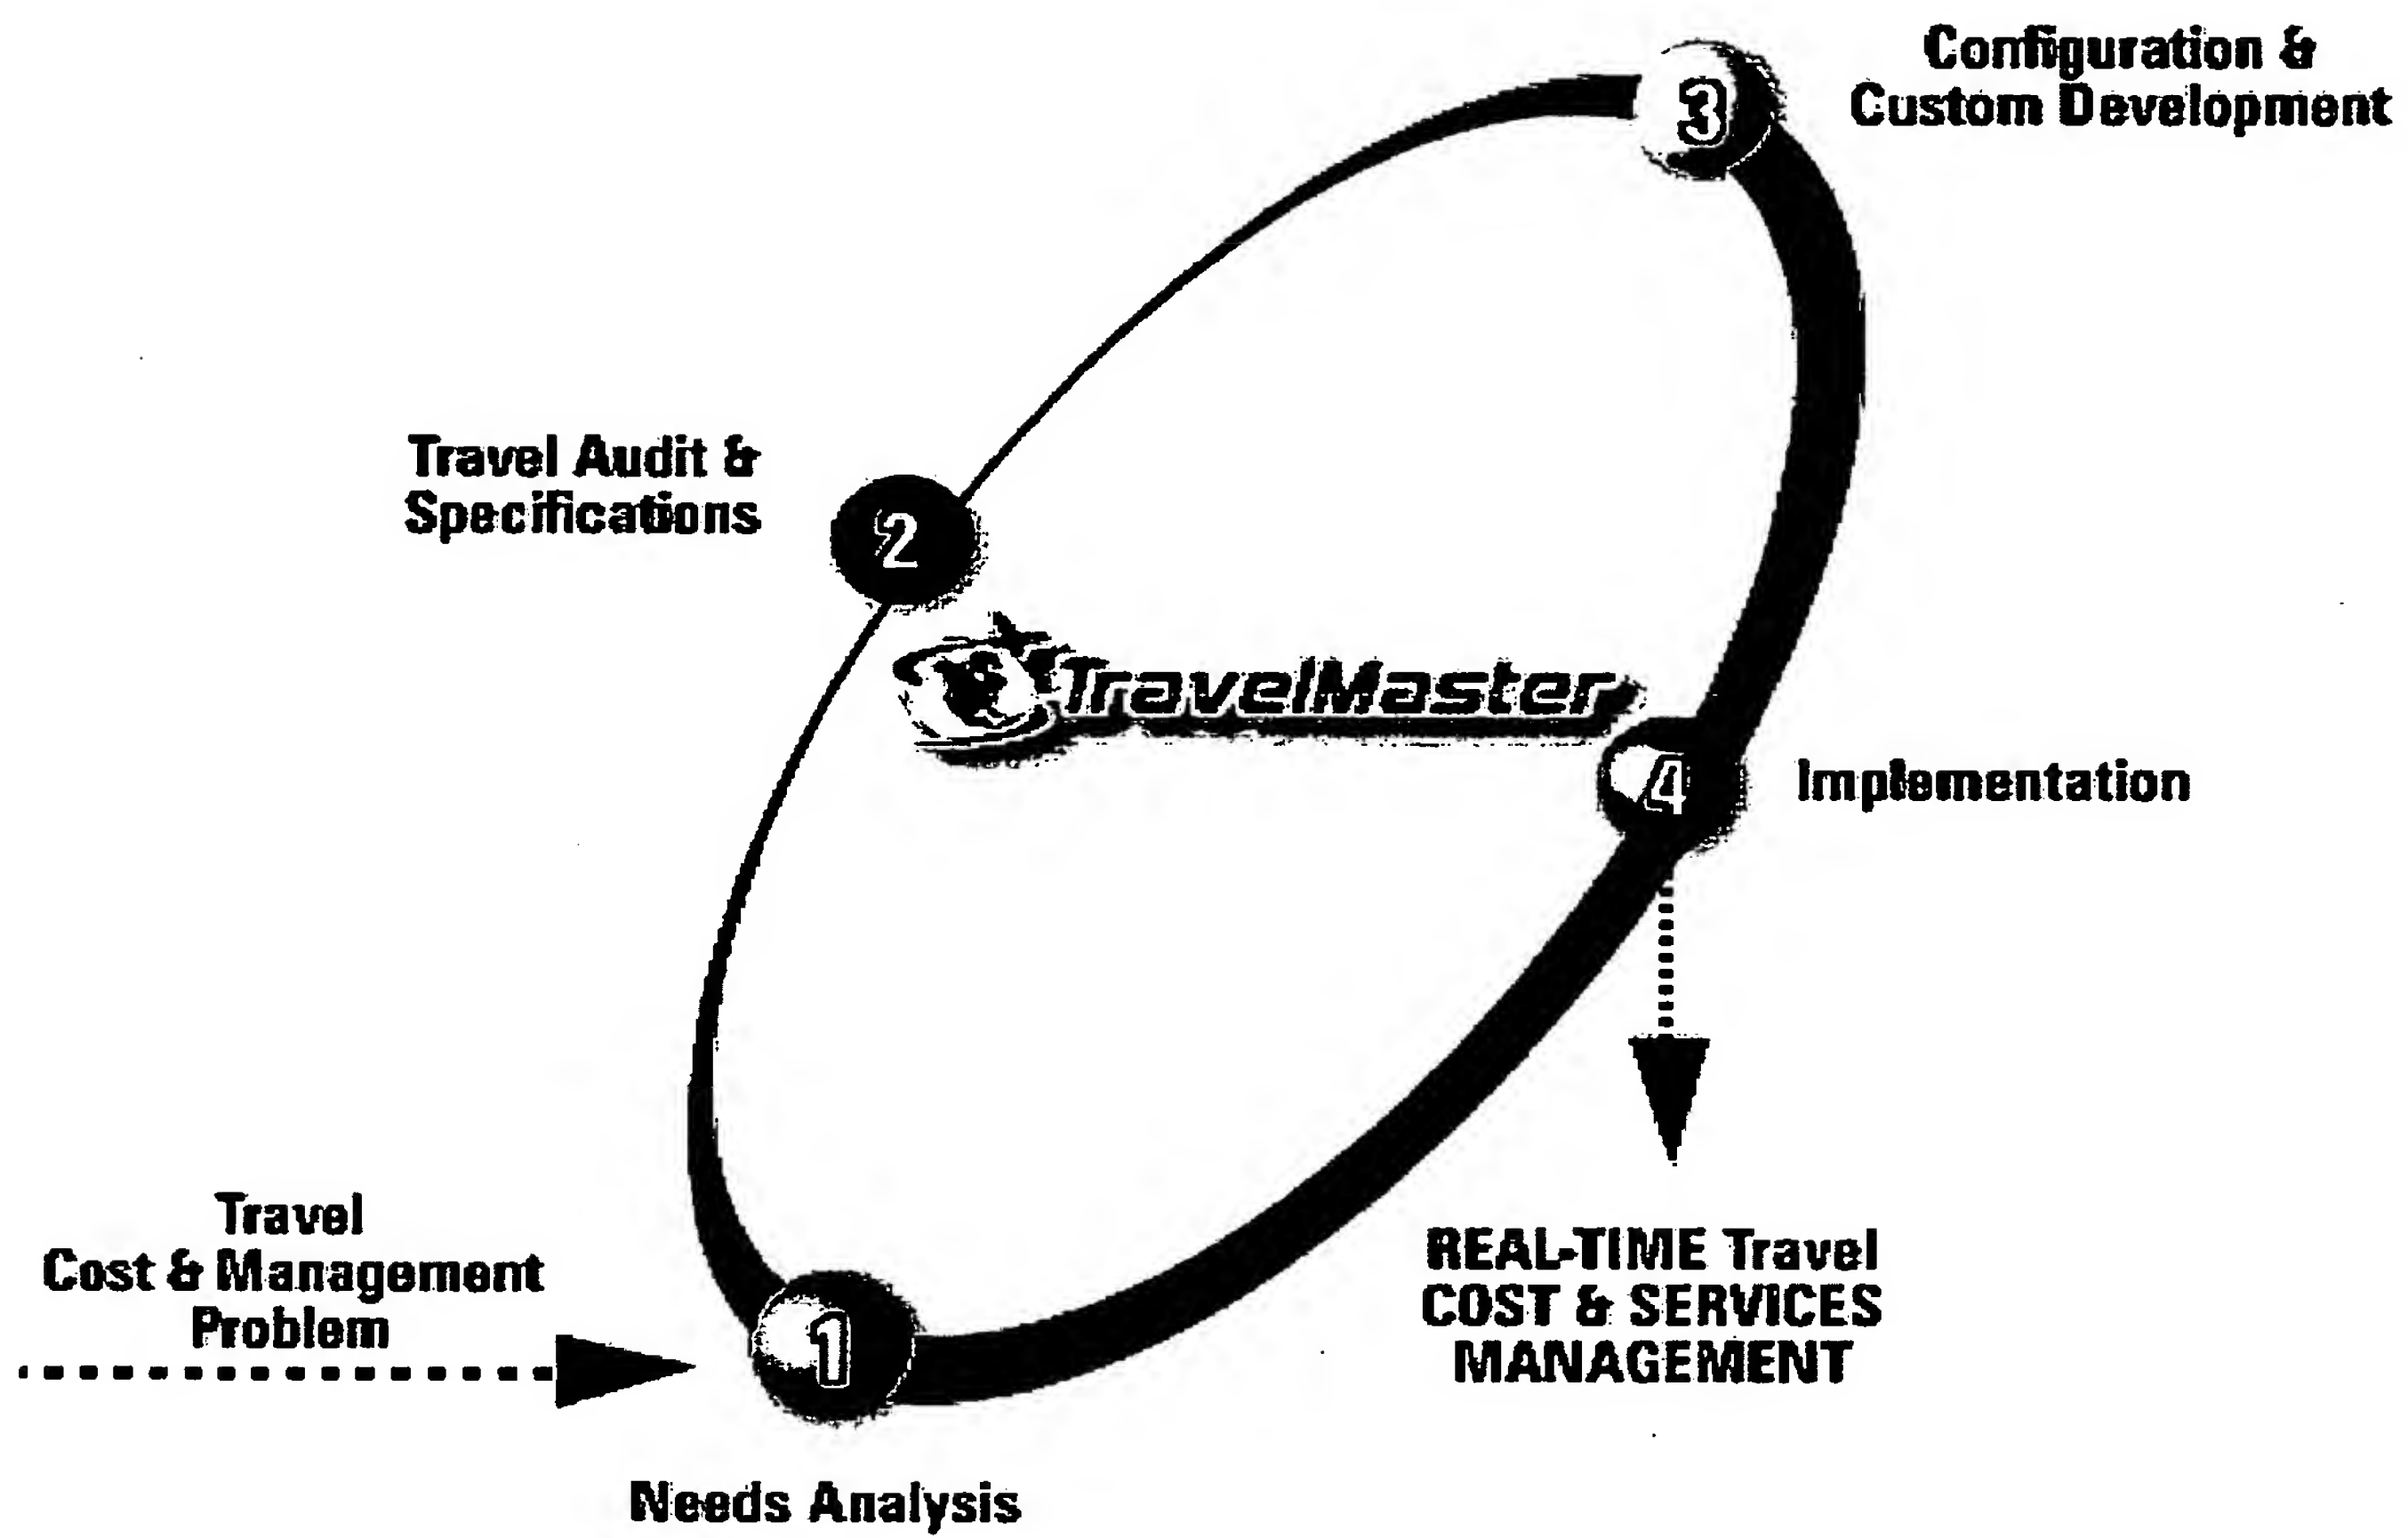 Configuration &
Custom Development
3
Travel Audit &
Specifications
2
TravelMaster
4
Implementation
Travel
Cost & Management
Problem
1
REAL-TIME Travel
COST & SERVICES
MANAGEMENT
Needs Analysis